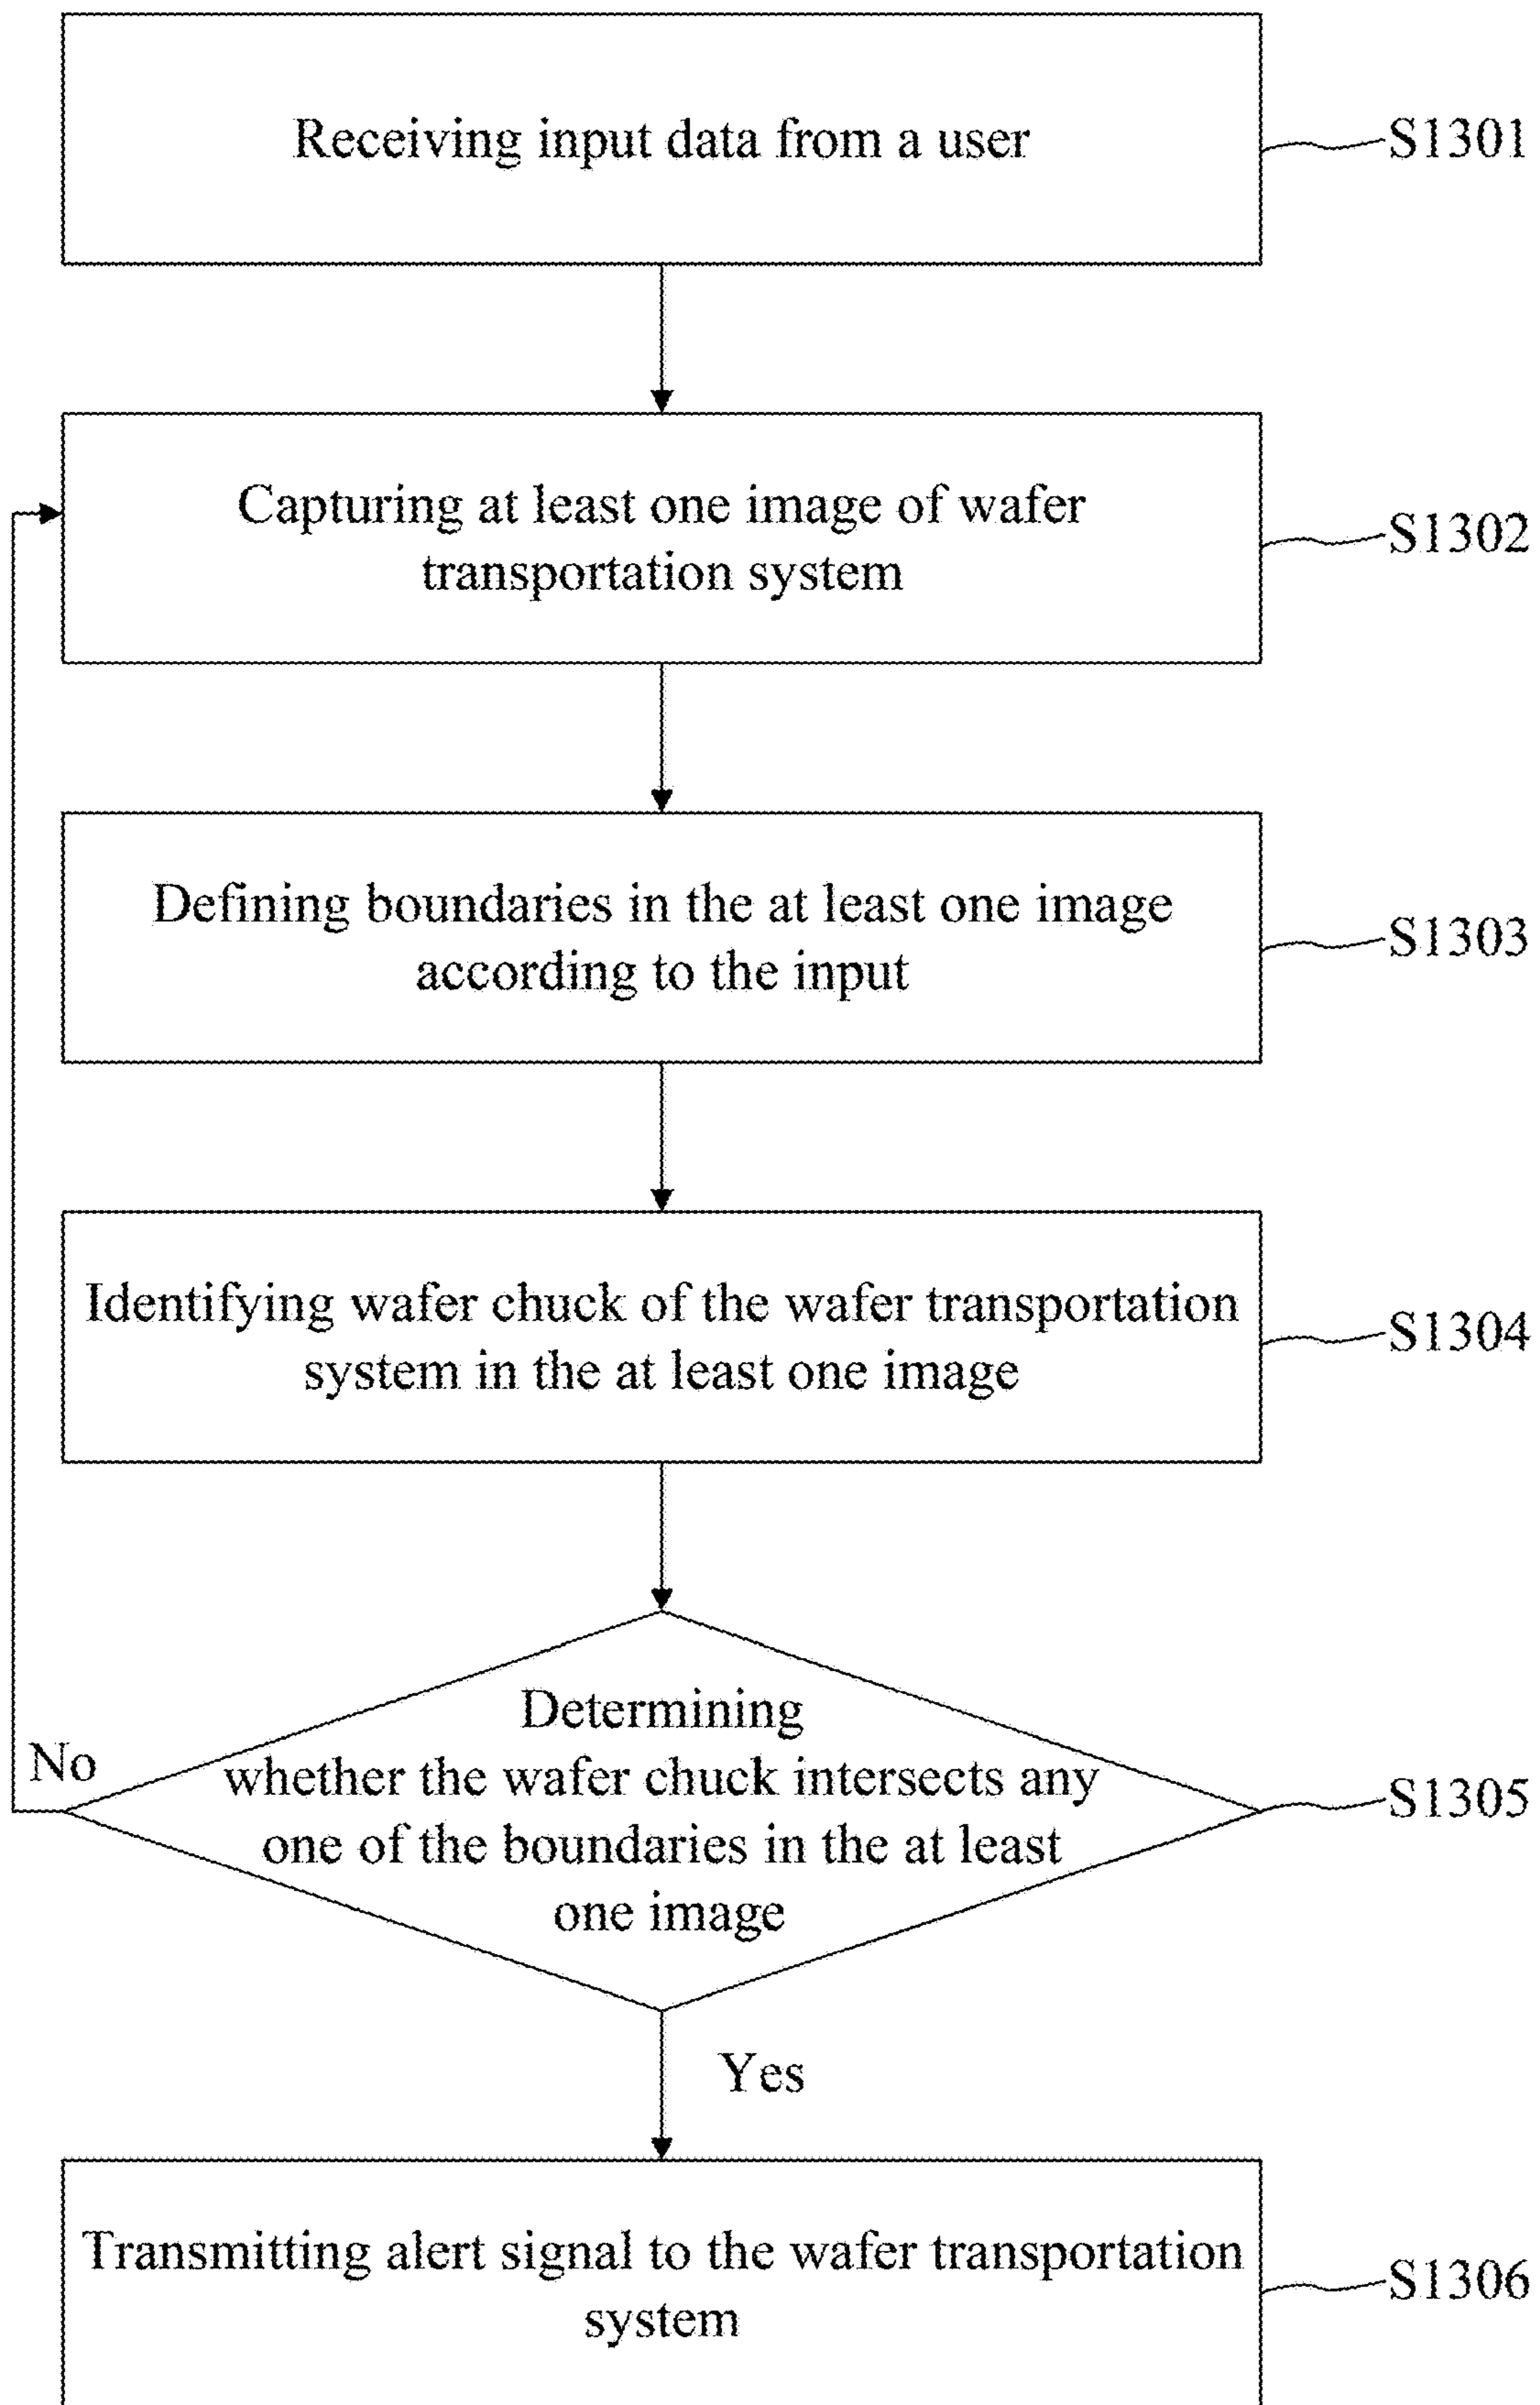 Receiving input data from a user
S1301
Capturing at least one image of wafer
transportation system
S1302
Defining boundaries in the at least one image
according to the input
S1303
Identifying wafer chuck of the wafer transportation
system in the at least one image
S1304
Determining
whether the wafer chuck intersects any
one of the boundaries in the at least
one image
S1305
No
Yes
Transmitting alert signal to the wafer transportation
system
S1306